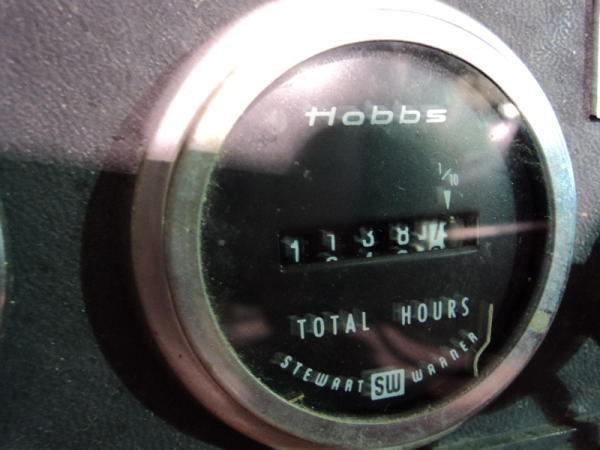 Hobbs
1/10
1 1 3 8
TOTAL HOURS
STEWART SW WARNER